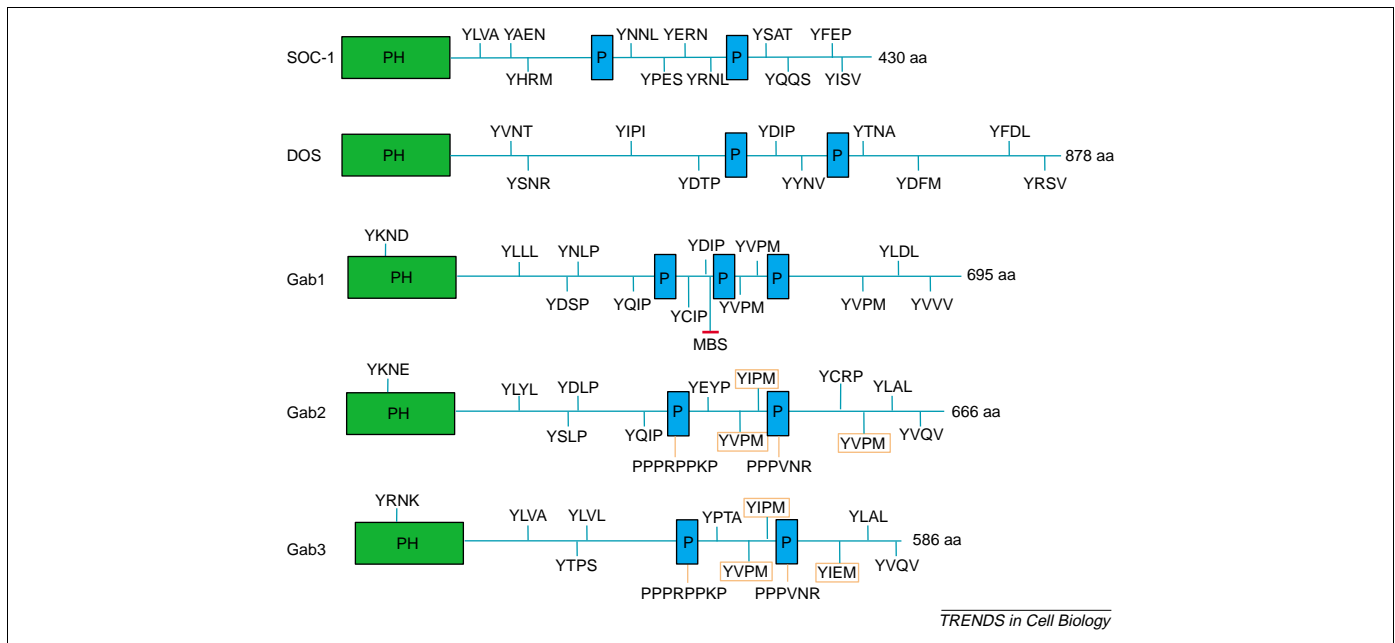 YLVA YAEN YNNL YERN YSAT YFEP
SOC-1 PH P P 430 aa
YHRM YPES YRNL YQQS YISV
YVNT YIPI YDIP YTNA YFDL
DOS PH P P 878 aa
YSNR YDTP YYNV YDFM YRSV
YKND
YLLL YNLP YDIP YVPM YLDL
Gab1 PH P P P 695 aa
YDSP YQIP YCIP YVPM YVPM YVVV
MBS
YKNE
YLYL YDLP YEYP YIPM YCRP YLAL
Gab2 PH P P 666 aa
YSLP YQIP YVPM YVPM YVQV
PPPRPPKP PPPVNR
YRNK
YLVA YLVL YPTA YIPM YLAL
Gab3 PH P P 586 aa
YTPS YVPM YIEM YVQV
PPPRPPKP PPPVNR
TRENDS in Cell Biology